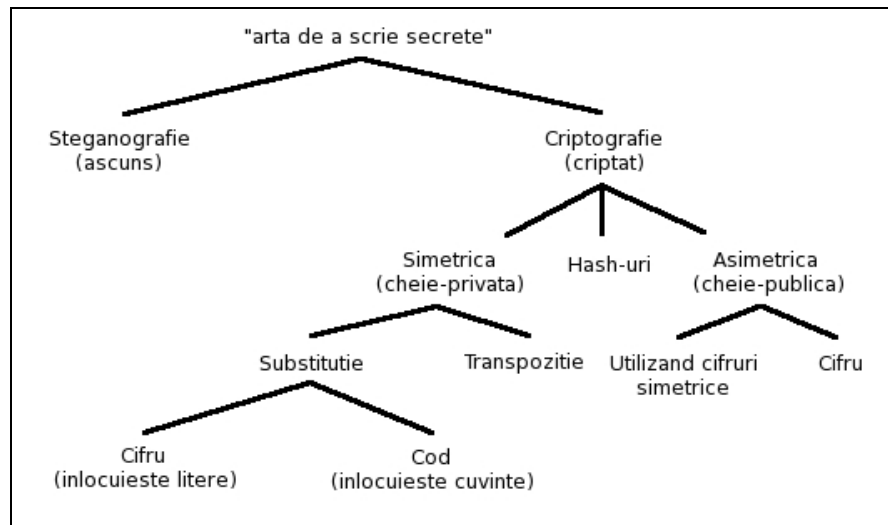 "arta de a scrie secrete"
Steganografie
(ascuns)
Criptografie
(criptat)
Simetrica
(cheie-privata)
Hash-uri
Asimetrica
(cheie-publica)
Substitutie
Transpozitie
Utilizand cifruri
simetrice
Cifru
Cifru
(inlocuieste litere)
Cod
(inlocuieste cuvinte)